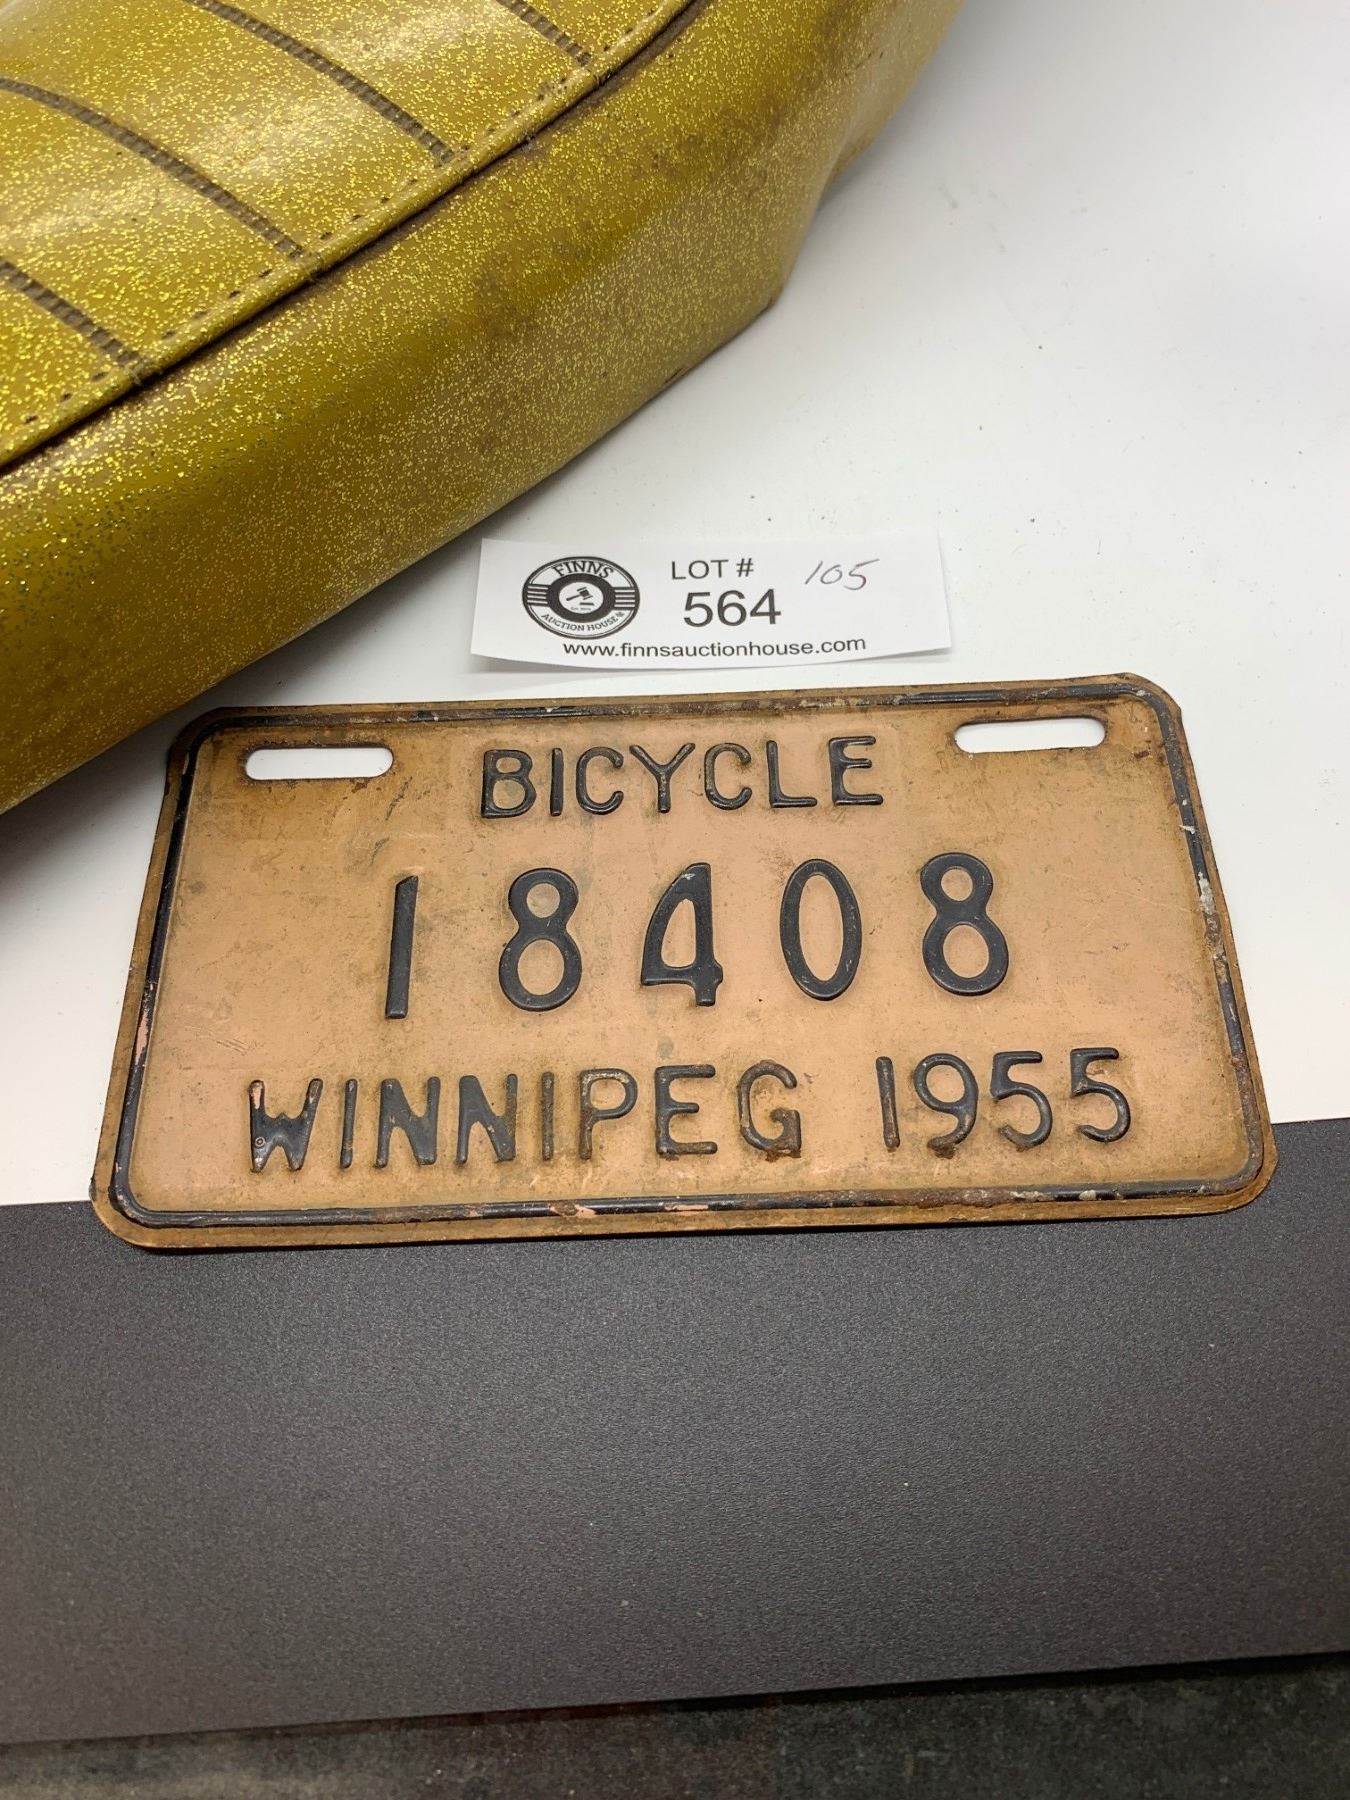 FINNS
AUCTION HOUSE
LOT # 105
564
www.finnsauctionhouse.com
BICYCLE
18408
WINNIPEG 1955